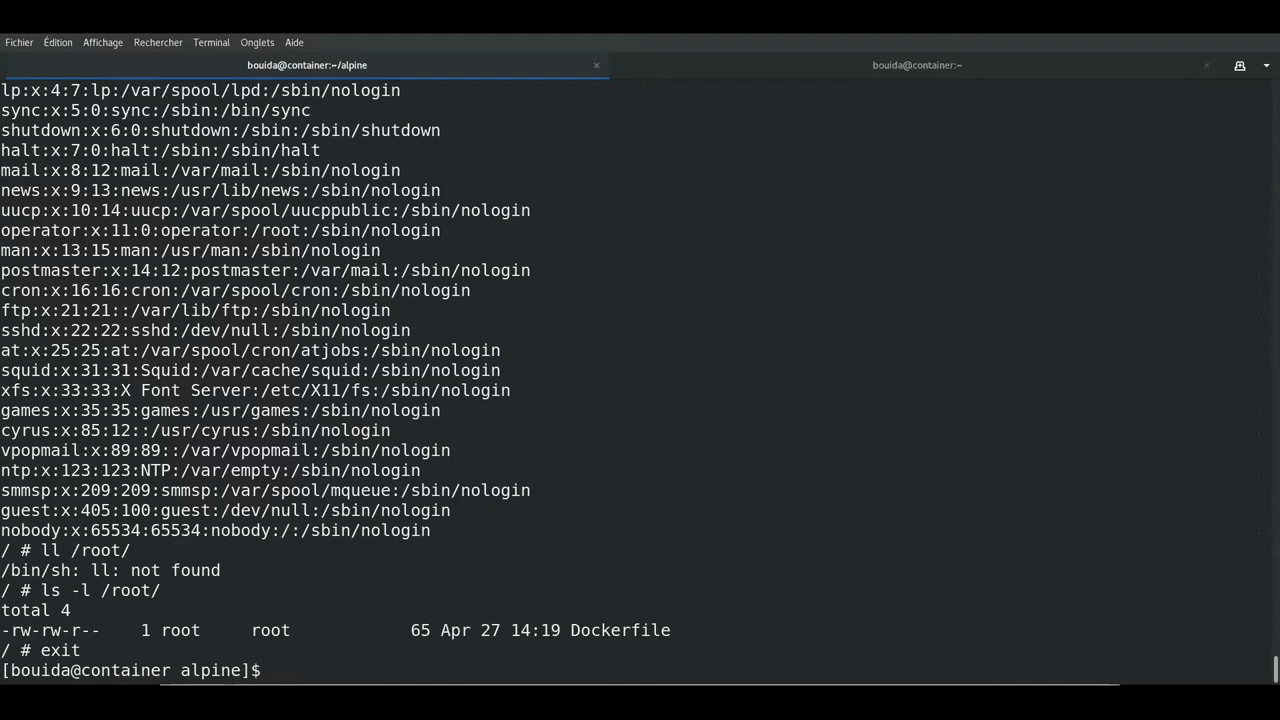 Fichier Édition Affichage Rechercher Terminal Onglets Aide
bouida@container:~/alpine × bouida@container:~ ×
lp:x:4:7:lp:/var/spool/lpd:/sbin/nologin
sync:x:5:0:sync:/sbin:/bin/sync
shutdown:x:6:0:shutdown:/sbin:/sbin/shutdown
halt:x:7:0:halt:/sbin:/sbin/halt
mail:x:8:12:mail:/var/mail:/sbin/nologin
news:x:9:13:news:/usr/lib/news:/sbin/nologin
uucp:x:10:14:uucp:/var/spool/uucppublic:/sbin/nologin
operator:x:11:0:operator:/root:/sbin/nologin
man:x:13:15:man:/usr/man:/sbin/nologin
postmaster:x:14:12:postmaster:/var/mail:/sbin/nologin
cron:x:16:16:cron:/var/spool/cron:/sbin/nologin
ftp:x:21:21::/var/lib/ftp:/sbin/nologin
sshd:x:22:22:sshd:/dev/null:/sbin/nologin
at:x:25:25:at:/var/spool/cron/atjobs:/sbin/nologin
squid:x:31:31:Squid:/var/cache/squid:/sbin/nologin
xfs:x:33:33:X Font Server:/etc/X11/fs:/sbin/nologin
games:x:35:35:games:/usr/games:/sbin/nologin
cyrus:x:85:12::/usr/cyrus:/sbin/nologin
vpopmail:x:89:89::/var/vpopmail:/sbin/nologin
ntp:x:123:123:NTP:/var/empty:/sbin/nologin
smmsp:x:209:209:smmsp:/var/spool/mqueue:/sbin/nologin
guest:x:405:100:guest:/dev/null:/sbin/nologin
nobody:x:65534:65534:nobody:/:/sbin/nologin
/ # ll /root/
/bin/sh: ll: not found
/ # ls -l /root/
total 4
-rw-rw-r--    1 root     root            65 Apr 27 14:19 Dockerfile
/ # exit
[bouida@container alpine]$